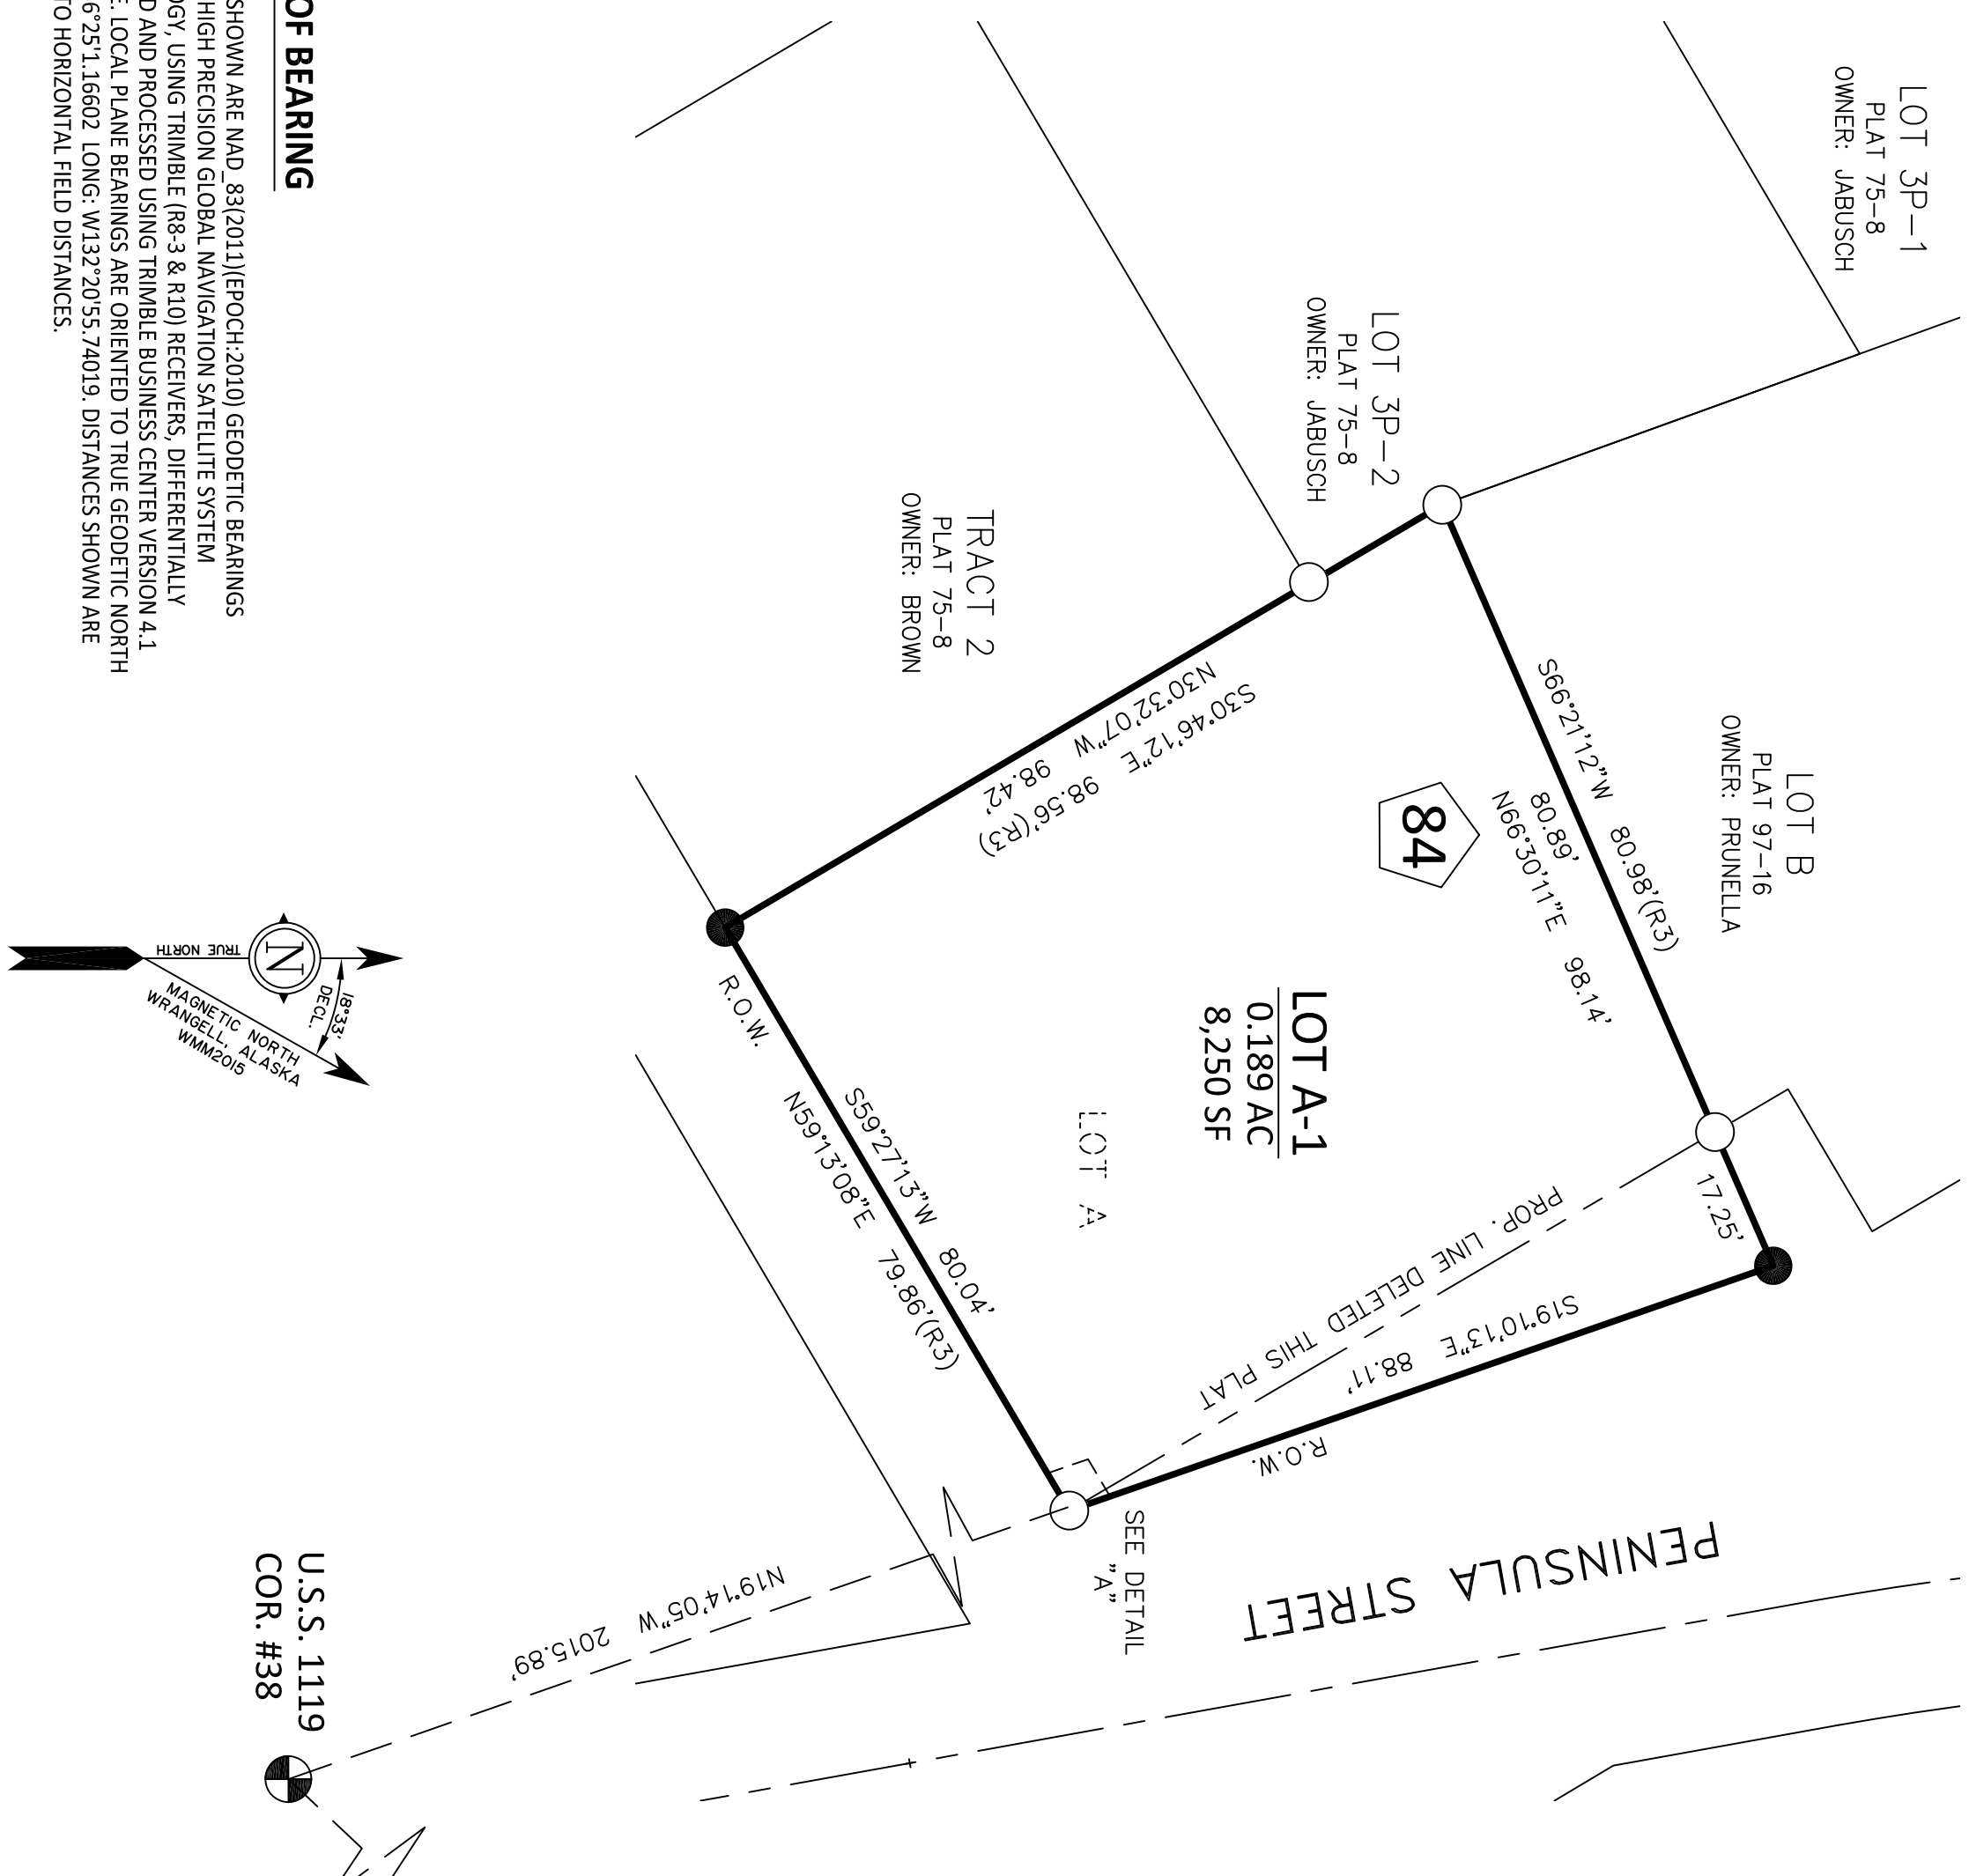 LOT 3P-1
PLAT 75-8
OWNER: JABUSCH
LOT 3P-2
PLAT 75-8
OWNER: JABUSCH
LOT B
PLAT 97-16
OWNER: PRUNELLA
TRACT 2
PLAT 75-8
OWNER: BROWN
S66°21'12"W 80.98'(R3)
80.89'
N66°30'11"E 98.14'
17.25'
84
N30°32'07"W 98.42'
S30°46'12"E 98.56'(R3)
LOT A-1
0.189 AC
8,250 SF
LOT A
PROP. LINE DELETED THIS PLAT
S19°10'13"E 88.11'
R.O.W.
R.O.W.
S59°27'13"W 80.04'
N59°13'08"E 79.86'(R3)
SEE DETAIL
"A"
PENINSULA STREET
N19°14'05"W 2015.89'
U.S.S. 1119
COR. #38
OF BEARING
SHOWN ARE NAD_83(2011)(EPOCH:2010) GEODETIC BEARINGS
HIGH PRECISION GLOBAL NAVIGATION SATELLITE SYSTEM
OGY, USING TRIMBLE (R8-3 & R10) RECEIVERS, DIFFERENTIALLY
D AND PROCESSED USING TRIMBLE BUSINESS CENTER VERSION 4.1
E. LOCAL PLANE BEARINGS ARE ORIENTED TO TRUE GEODETIC NORTH
6°25'1.16602 LONG: W132°20'55.74019. DISTANCES SHOWN ARE
TO HORIZONTAL FIELD DISTANCES.
N
TRUE NORTH
18°33'
DECL.
MAGNETIC NORTH
WRANGELL, ALASKA
WMM2015